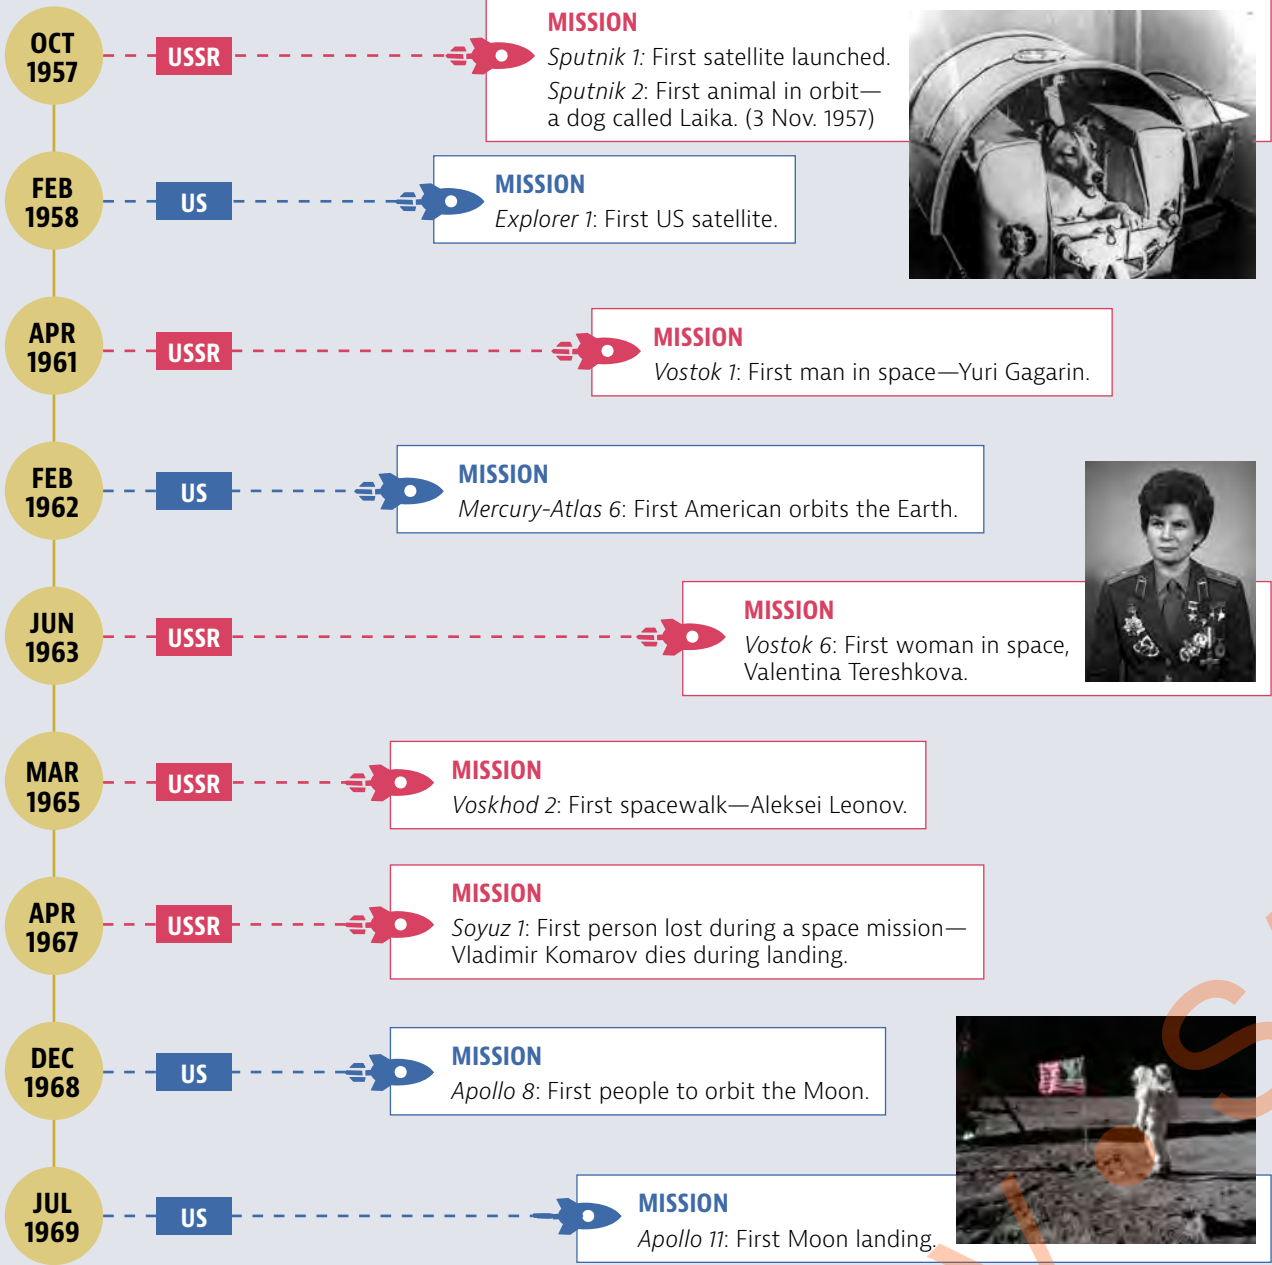 OCT
1957
USSR
MISSION
Sputnik 1: First satellite launched.
Sputnik 2: First animal in orbit—
a dog called Laika. (3 Nov. 1957)
FEB
1958
US
MISSION
Explorer 1: First US satellite.
APR
1961
USSR
MISSION
Vostok 1: First man in space—Yuri Gagarin.
FEB
1962
US
MISSION
Mercury-Atlas 6: First American orbits the Earth.
JUN
1963
USSR
MISSION
Vostok 6: First woman in space,
Valentina Tereshkova.
MAR
1965
USSR
MISSION
Voskhod 2: First spacewalk—Aleksei Leonov.
APR
1967
USSR
MISSION
Soyuz 1: First person lost during a space mission—
Vladimir Komarov dies during landing.
DEC
1968
US
MISSION
Apollo 8: First people to orbit the Moon.
JUL
1969
US
MISSION
Apollo 11: First Moon landing.